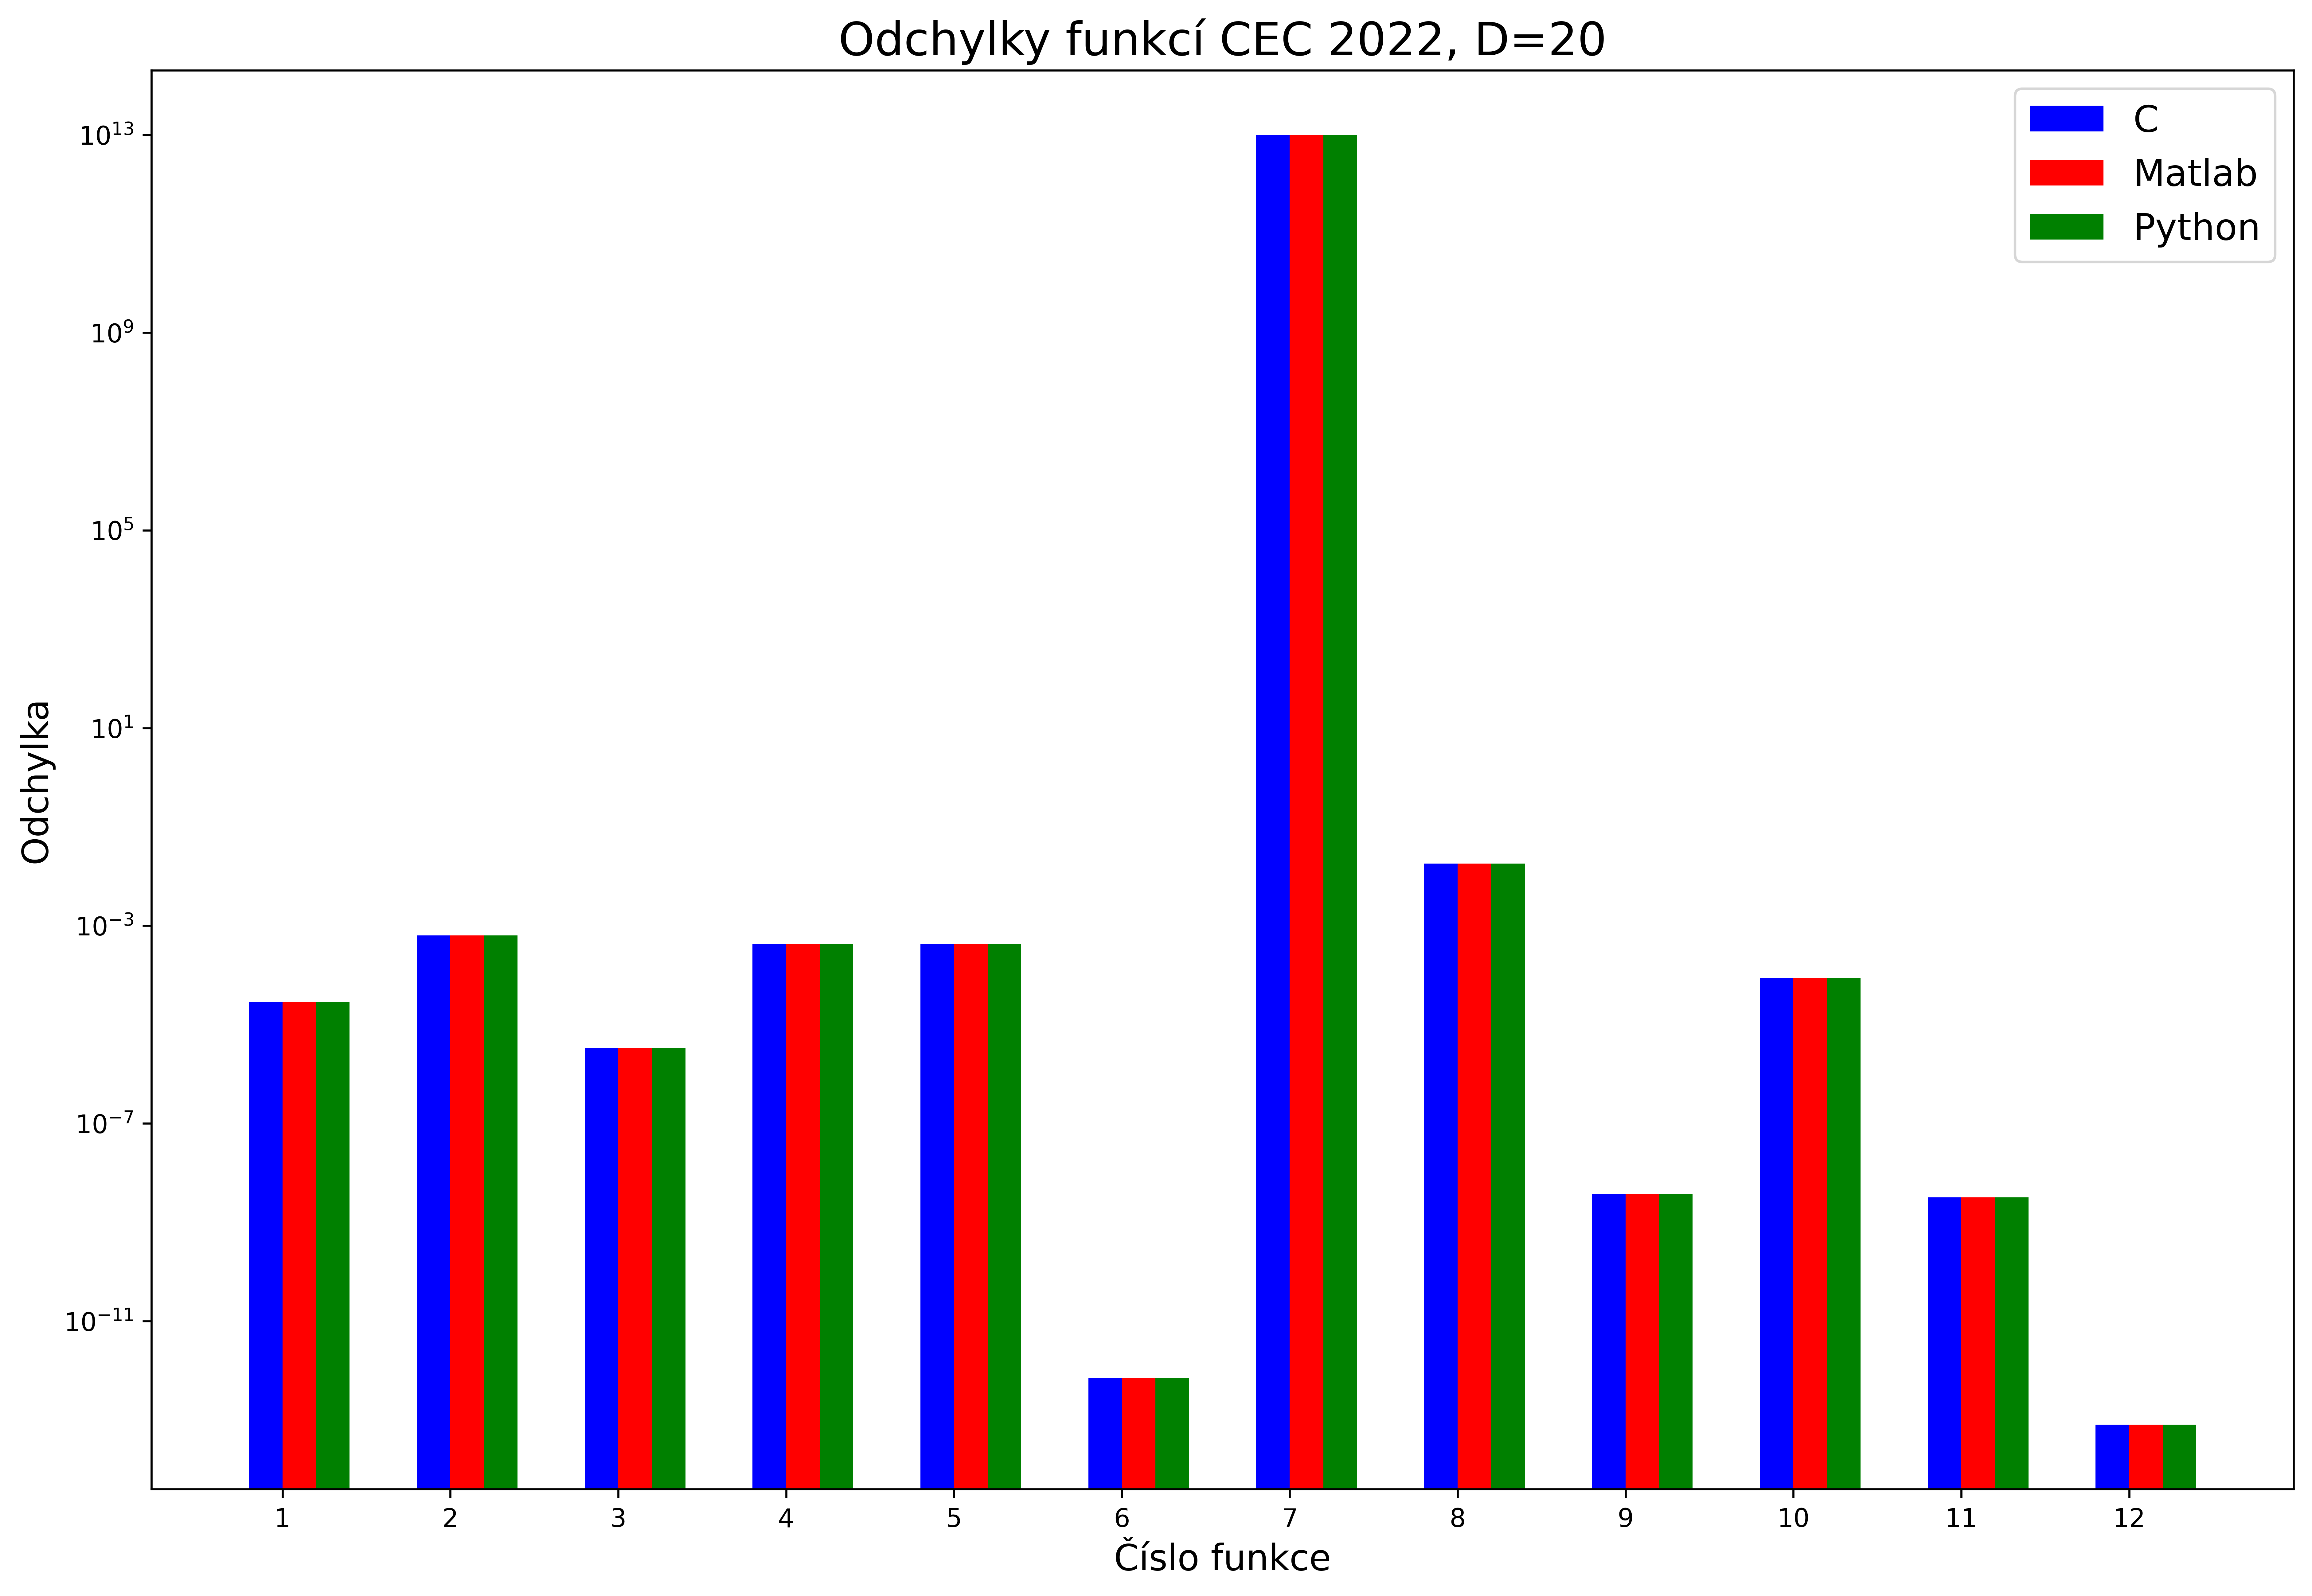 Odchylky funkcí CEC 2022, D=20
C
Matlab
Python
Odchylka
10¹³
10⁹
10⁵
10¹
10⁻³
10⁻⁷
10⁻¹¹
1 2 3 4 5 6 7 8 9 10 11 12
Číslo funkce